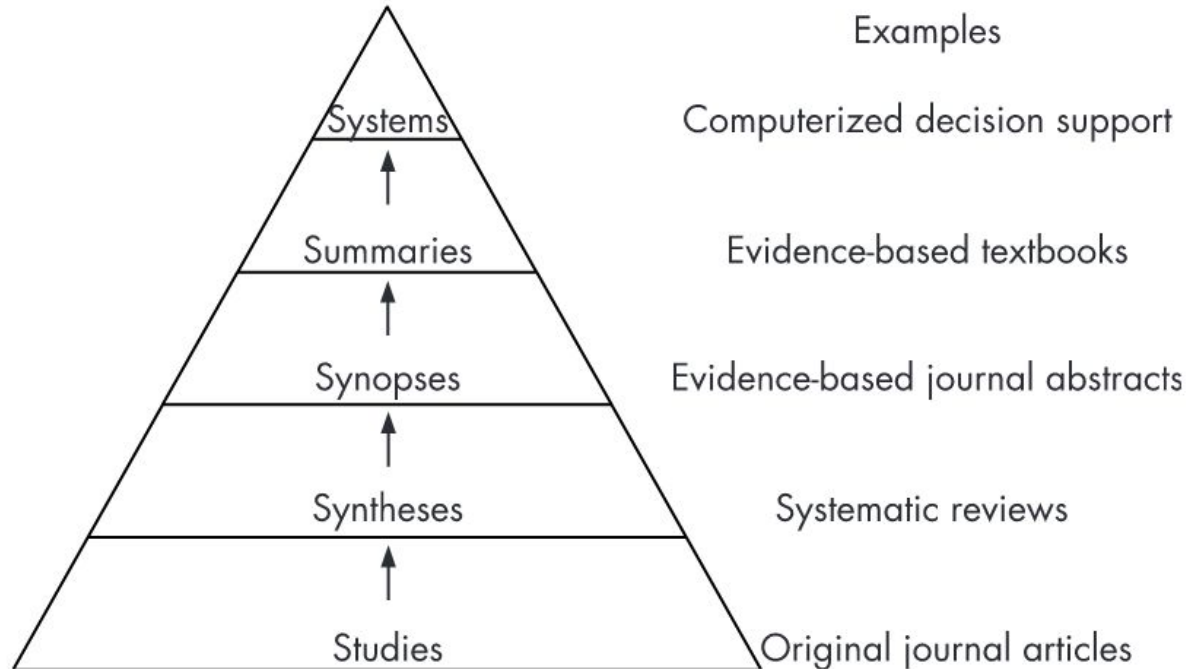 Examples
Systems Computerized decision support
Summaries Evidence-based textbooks
Synopses Evidence-based journal abstracts
Syntheses Systematic reviews
Studies Original journal articles